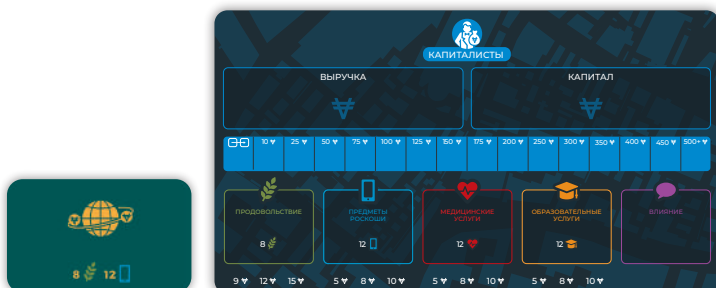 КАПИТАЛИСТЫ
ВЫРУЧКА
КАПИТАЛ
10 25 50 75 100 125 150 175 200 250 300 350 400 450 500+
ПРОДОВОЛЬСТВИЕ
ПРЕДМЕТЫ РОСКОШИ
МЕДИЦИНСКИЕ УСЛУГИ
ОБРАЗОВАТЕЛЬНЫЕ УСЛУГИ
ВЛИЯНИЕ
8 12 12 12
8 12
9 12 15 5 8 10 5 8 10 5 8 10